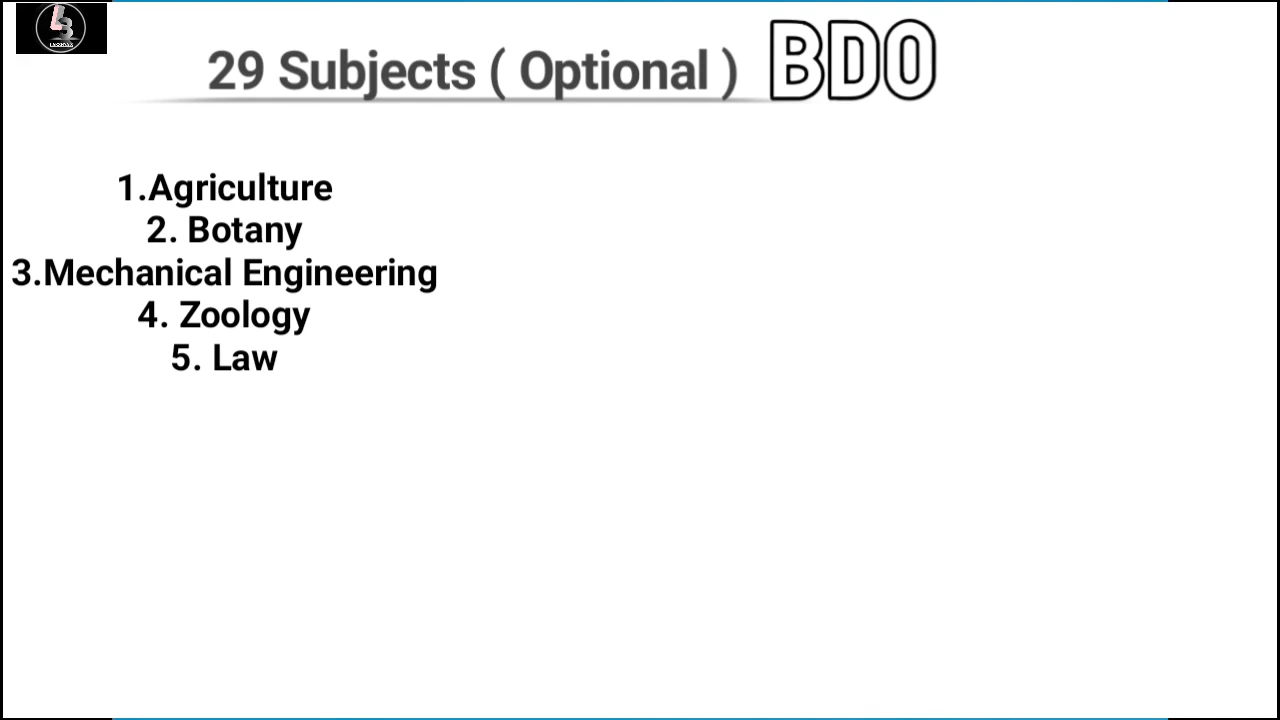 29 Subjects ( Optional ) BDO
1.Agriculture
2. Botany
3.Mechanical Engineering
4. Zoology
5. Law